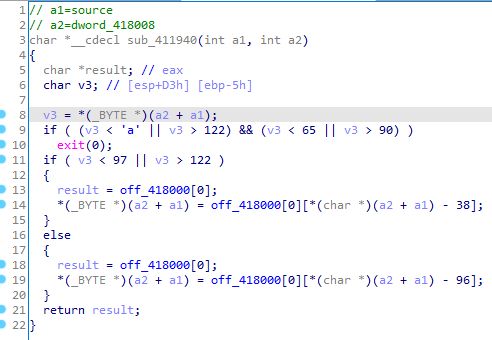 1 // a1=source
2 // a2=dword_418008
3 char *__cdecl sub_411940(int a1, int a2)
4 {
5 char *result; // eax
6 char v3; // [esp+D3h] [ebp-5h]
7
8 v3 = *(_BYTE *)(a2 + a1);
9 if ( (v3 < 'a' || v3 > 122) && (v3 < 65 || v3 > 90) )
10 exit(0);
11 if ( v3 < 97 || v3 > 122 )
12 {
13 result = off_418000[0];
14 *(_BYTE *)(a2 + a1) = off_418000[0][*(char *)(a2 + a1) - 38];
15 }
16 else
17 {
18 result = off_418000[0];
19 *(_BYTE *)(a2 + a1) = off_418000[0][*(char *)(a2 + a1) - 96];
20 }
21 return result;
22 }